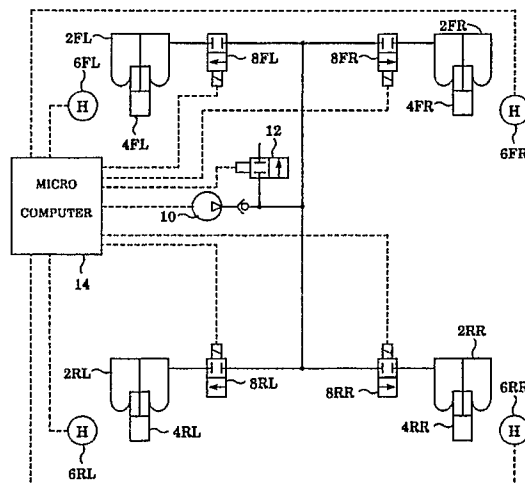 2FL
2FR
6FL
8FL
8FR
H
4FL
4FR
H
12
6FR
MICRO
COMPUTER
10
14
2RL
2RR
8RL
8RR
6RR
H
4RL
4RR
H
6RL